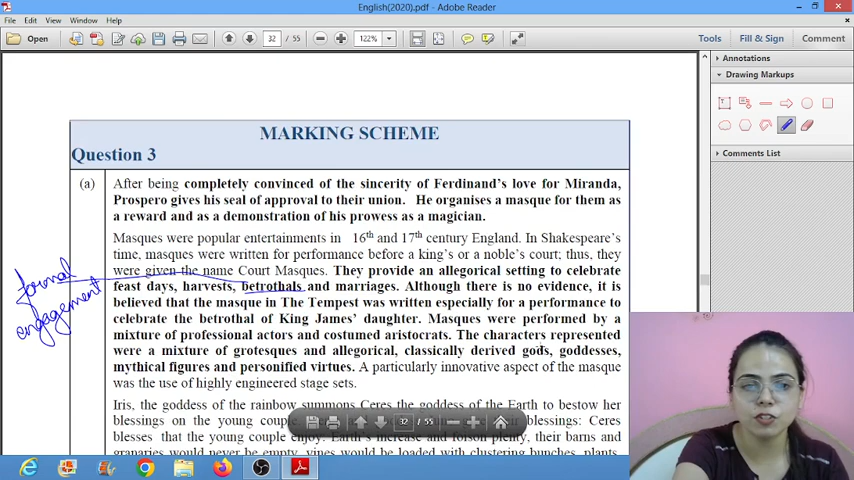 English(2020).pdf - Adobe Reader
File Edit View Window Help
Open
32 / 55
122%
Tools
Fill & Sign
Comment
Annotations
Drawing Markups
Comments List
MARKING SCHEME
Question 3
(a)
After being completely convinced of the sincerity of Ferdinand's love for Miranda,
Prospero gives his seal of approval to their union. He organises a masque for them as
a reward and as a demonstration of his prowess as a magician.
Masques were popular entertainments in 16th and 17th century England. In Shakespeare's
time, masques were written for performance before a king's or a noble's court; thus, they
were given the name Court Masques. They provide an allegorical setting to celebrate
feast days, harvests, betrothals and marriages. Although there is no evidence, it is
believed that the masque in The Tempest was written especially for a performance to
celebrate the betrothal of King James' daughter. Masques were performed by a
mixture of professional actors and costumed aristocrats. The characters represented
were a mixture of grotesques and allegorical, classically derived gods, goddesses,
mythical figures and personified virtues. A particularly innovative aspect of the masque
was the use of highly engineered stage sets.
Iris, the goddess of the rainbow summons Ceres the goddess of the Earth to bestow her
blessings on the young couple. blessings: Ceres
blesses that the young couple enjoy Earth's increase and foison plenty, their barns and
granaries would never be empty, vines would be loaded with clustering bunches, plants
formal
engagement
32 / 55